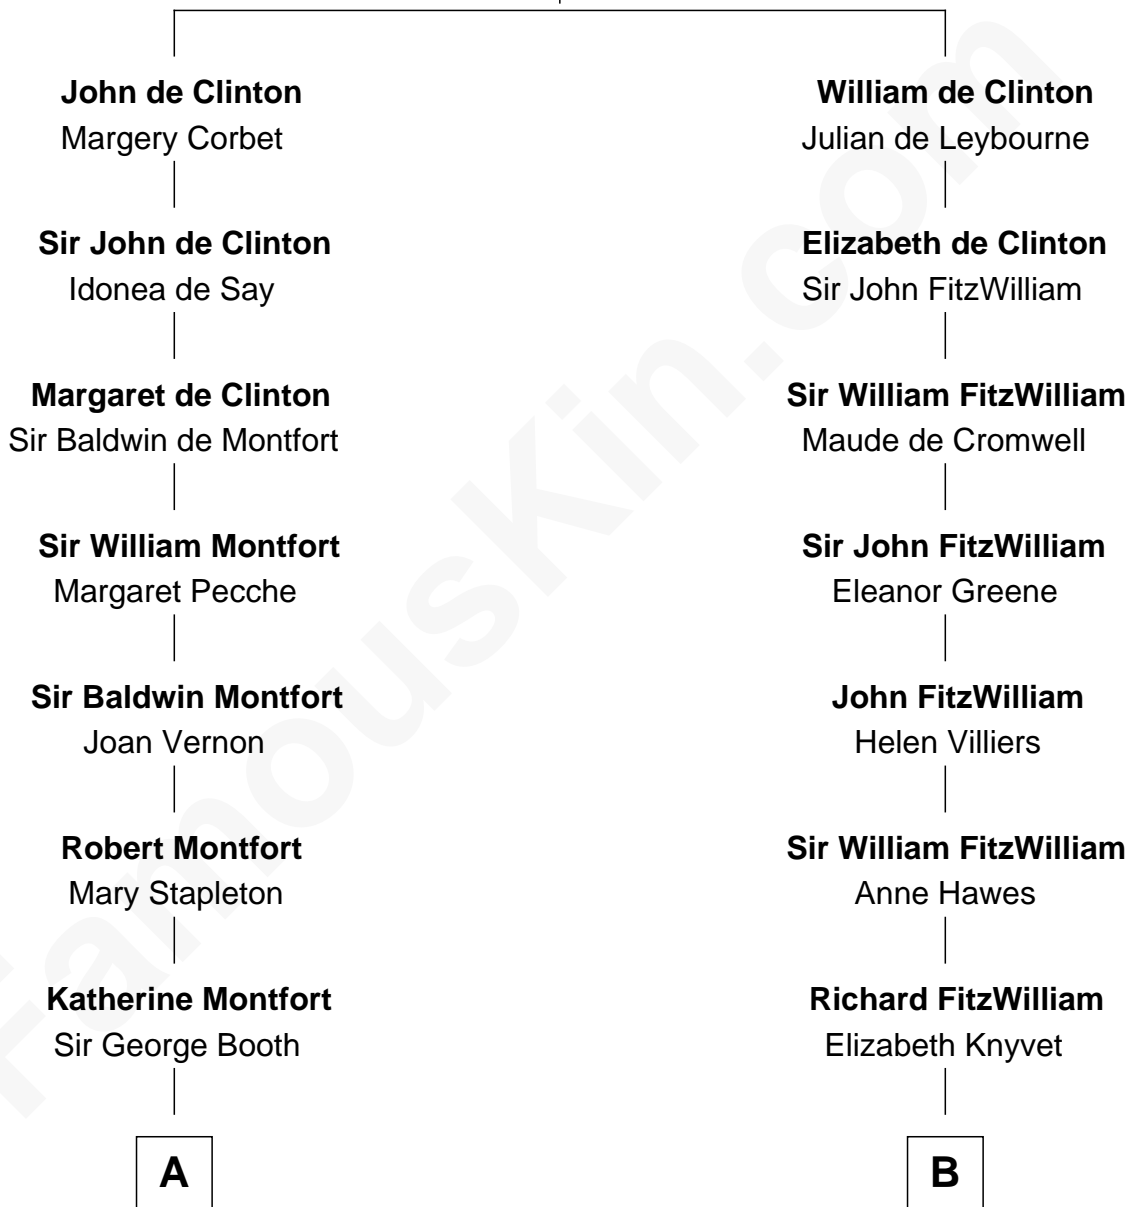 John de Clinton
Margery Corbet
Sir John de Clinton
Idonea de Say
Margaret de Clinton
Sir Baldwin de Montfort
Sir William Montfort
Margaret Pecche
Sir Baldwin Montfort
Joan Vernon
Robert Montfort
Mary Stapleton
Katherine Montfort
Sir George Booth
A
William de Clinton
Julian de Leybourne
Elizabeth de Clinton
Sir John FitzWilliam
Sir William FitzWilliam
Maude de Cromwell
Sir John FitzWilliam
Eleanor Greene
John FitzWilliam
Helen Villiers
Sir William FitzWilliam
Anne Hawes
Richard FitzWilliam
Elizabeth Knyvet
B
FamousKin.com